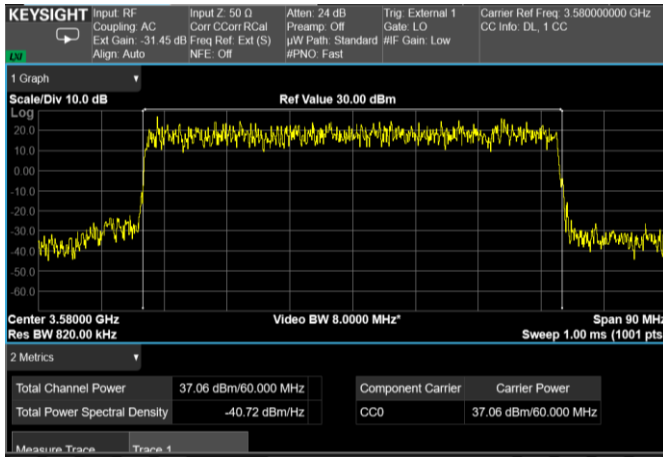 KEYSIGHT Input: RF Input Z: 50 Ω Atten: 24 dB Trig: External 1 Carrier Ref Freq: 3.580000000 GHz
Coupling: AC Corr CCorr RCal Preamp: Off Gate: LO CC Info: DL, 1 CC
Ext Gain: -31.45 dB Freq Ref: Ext (S) µW Path: Standard #IF Gain: Low
LXI Align: Auto NFE: Off #PNO: Fast
1 Graph
Scale/Div 10.0 dB Ref Value 30.00 dBm
Log
20.0
10.0
0.00
-10.0
-20.0
-30.0
-40.0
-50.0
-60.0
Center 3.58000 GHz Video BW 8.0000 MHz* Span 90 MHz
Res BW 820.00 kHz Sweep 1.00 ms (1001 pts
2 Metrics
Total Channel Power 37.06 dBm/60.000 MHz Component Carrier Carrier Power
Total Power Spectral Density -40.72 dBm/Hz CC0 37.06 dBm/60.000 MHz
Measure Trace Trace 1